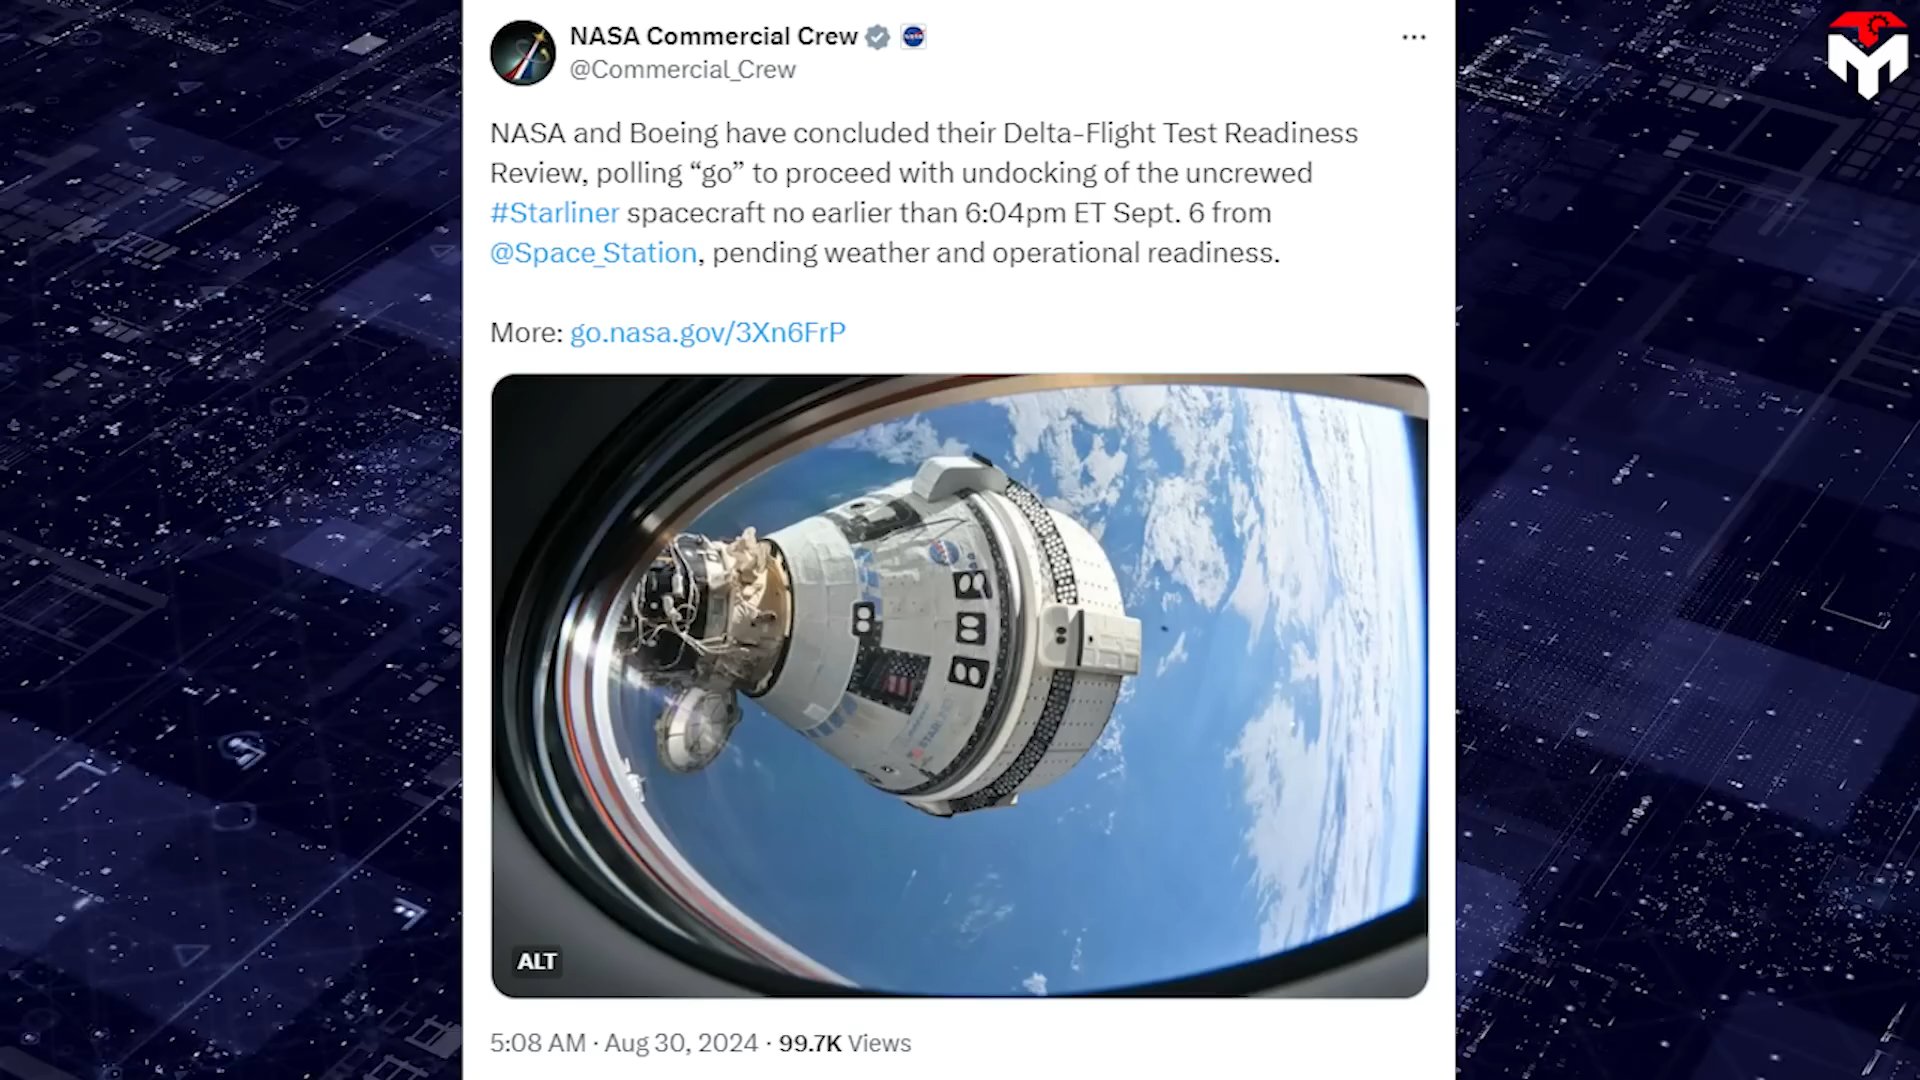 NASA Commercial Crew
@Commercial_Crew
NASA and Boeing have concluded their Delta-Flight Test Readiness
Review, polling “go” to proceed with undocking of the uncrewed
#Starliner spacecraft no earlier than 6:04pm ET Sept. 6 from
@Space_Station, pending weather and operational readiness.
More: go.nasa.gov/3Xn6FrP
ALT
5:08 AM · Aug 30, 2024 · 99.7K Views